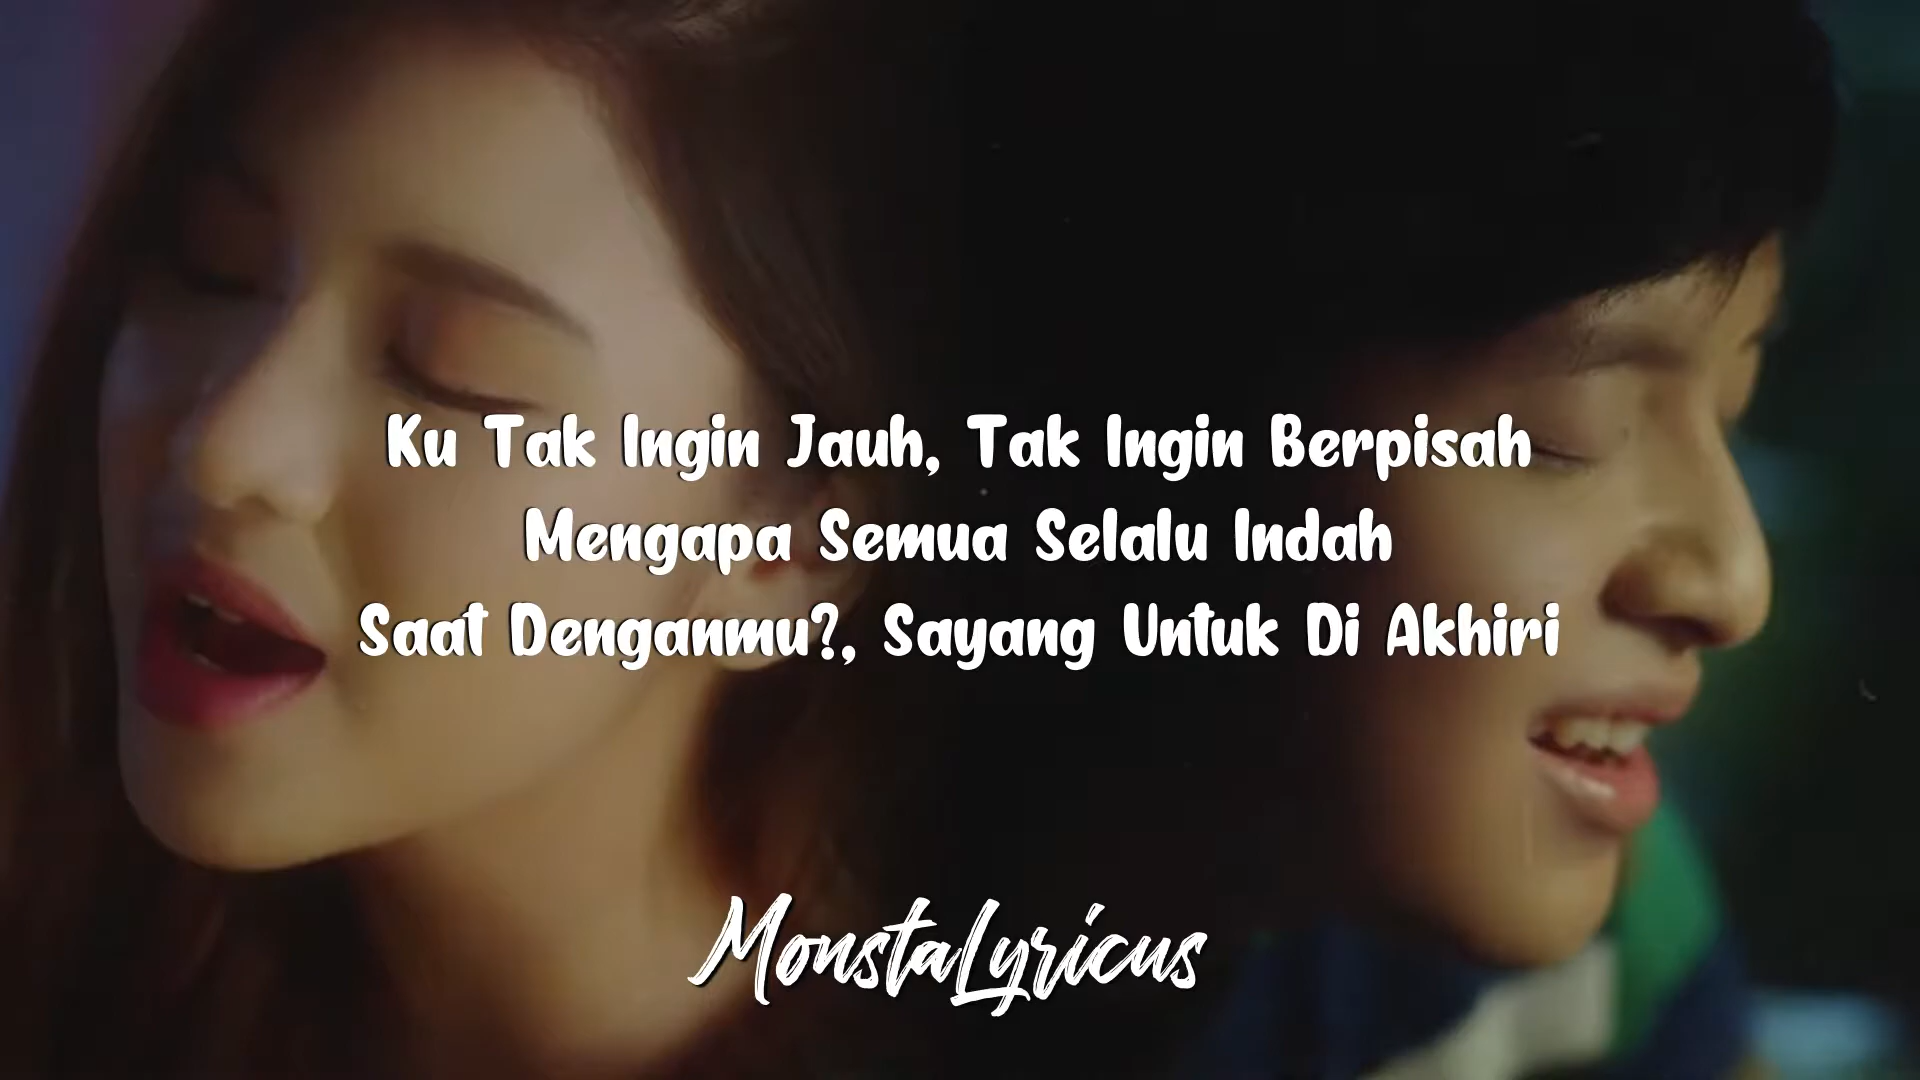 Ku Tak Ingin Jauh, Tak Ingin Berpisah
Mengapa Semua Selalu Indah
Saat Denganmu?, Sayang Untuk Di Akhiri
MonstaLyricus